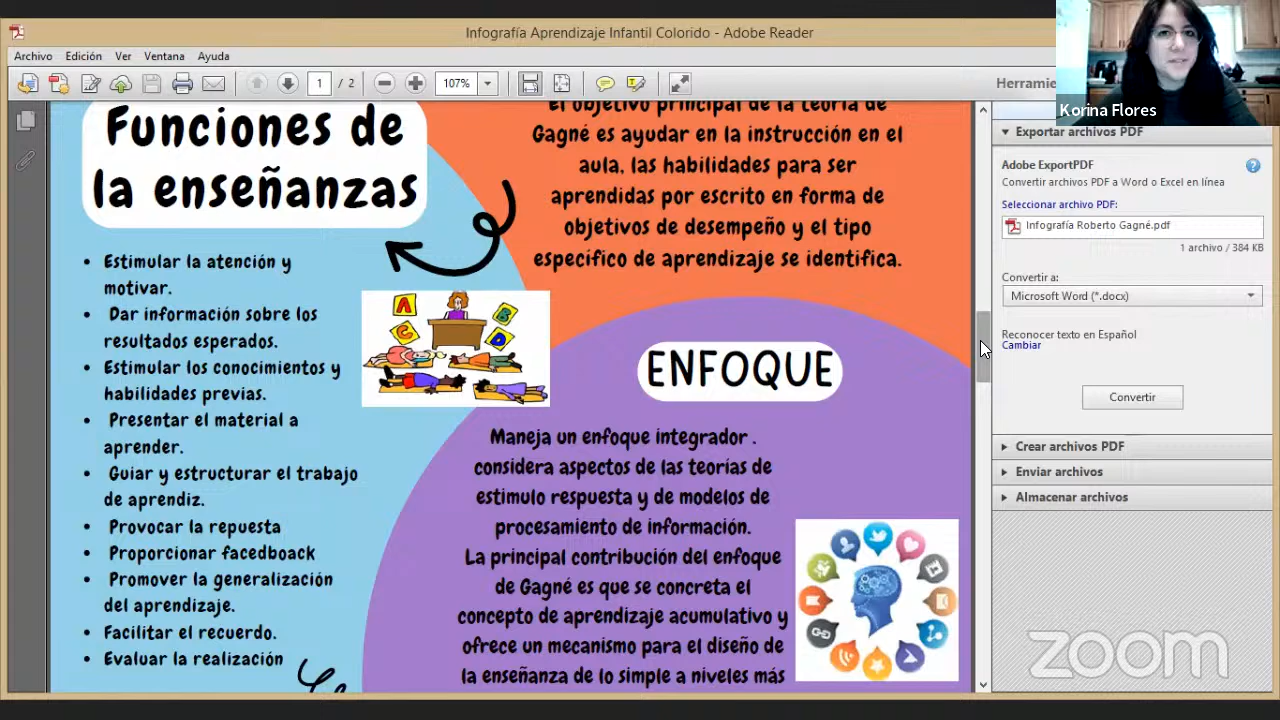 Infografía Aprendizaje Infantil Colorido - Adobe Reader
Archivo Edición Ver Ventana Ayuda
1 / 2 107%
Herramie
Korina Flores
Funciones de
la enseñanzas
Estimular la atención y
motivar.
Dar información sobre los
resultados esperados.
Estimular los conocimientos y
habilidades previas.
Presentar el material a
aprender.
Guiar y estructurar el trabajo
de aprendiz.
Provocar la repuesta
Proporcionar facedboack
Promover la generalización
del aprendizaje.
Facilitar el recuerdo.
Evaluar la realización
A
B
C
D
El objetivo principal de la teoría de
Gagné es ayudar en la instrucción en el
aula, las habilidades para ser
aprendidas por escrito en forma de
objetivos de desempeño y el tipo
específico de aprendizaje se identifica.
ENFOQUE
Maneja un enfoque integrador .
considera aspectos de las teorías de
estimulo respuesta y de modelos de
procesamiento de información.
La principal contribución del enfoque
de Gagné es que se concreta el
concepto de aprendizaje acumulativo y
ofrece un mecanismo para el diseño de
la enseñanza de lo simple a niveles más
Exportar archivos PDF
Adobe ExportPDF
Convertir archivos PDF a Word o Excel en línea
Seleccionar archivo PDF:
Infografía Roberto Gagné.pdf
1 archivo / 384 KB
Convertir a:
Microsoft Word (*.docx)
Reconocer texto en Español
Cambiar
Convertir
Crear archivos PDF
Enviar archivos
Almacenar archivos
zoom